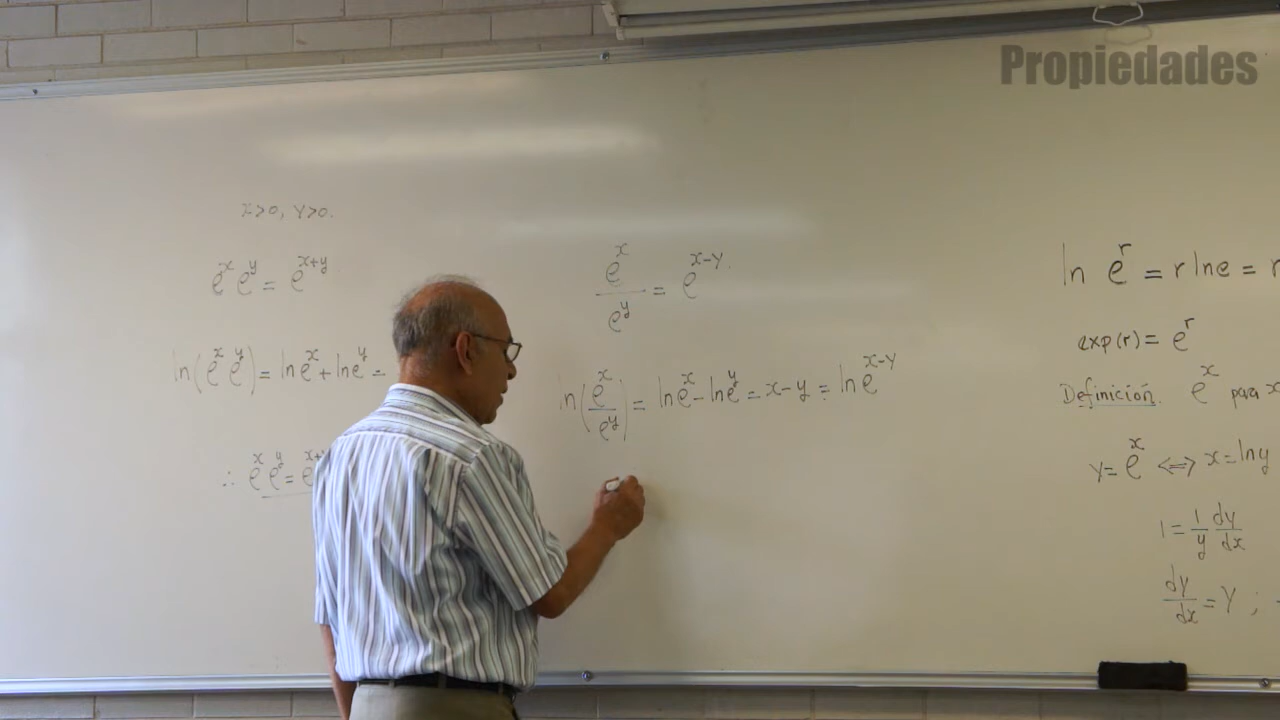 Propiedades
x>0, y>0.
e^x e^y = e^{x+y}
ln(e^x e^y) = ln e^x + ln e^y =
∴ e^x e^y = e^{x+y}
e^x / e^y = e^{x-y}.
ln(e^x / e^y) = ln e^x - ln e^y = x-y = ln e^{x-y}
ln e^r = r ln e = r
exp(r) = e^r
Definición. e^x para x
y = e^x <=> x = ln y
1 = 1/y dy/dx
dy/dx = y ;